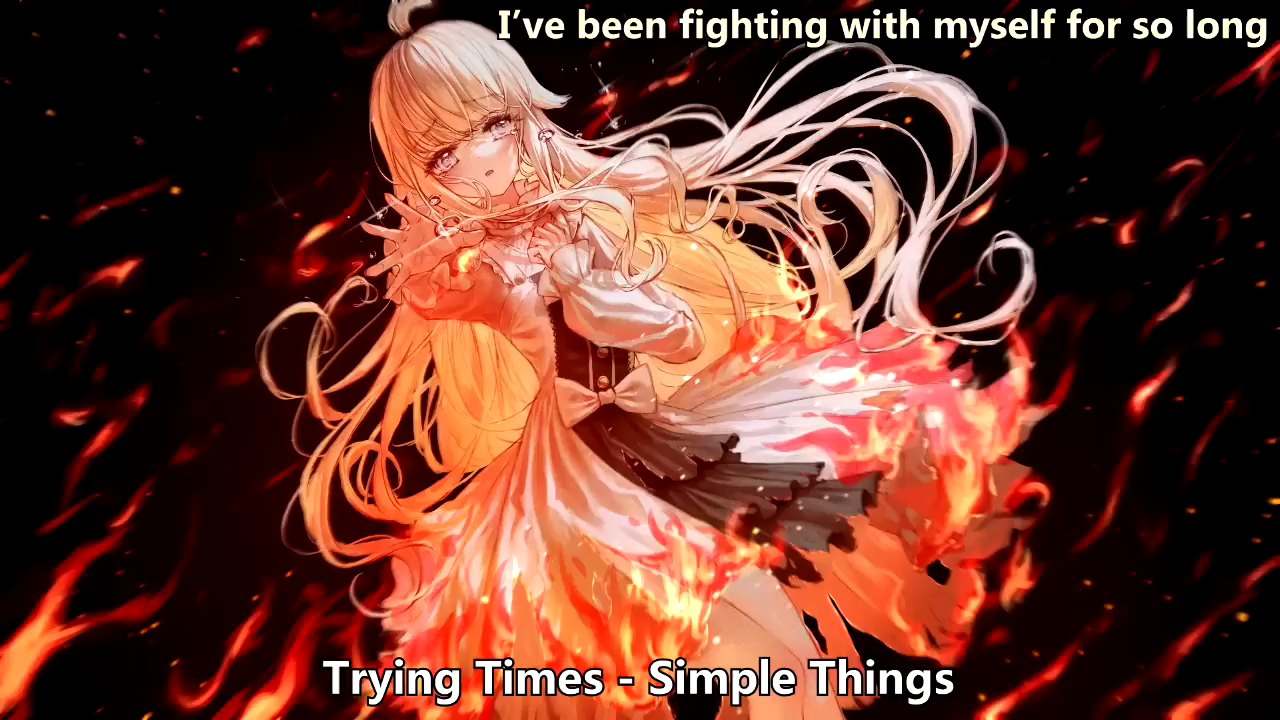 I’ve been fighting with myself for so long
Trying Times - Simple Things